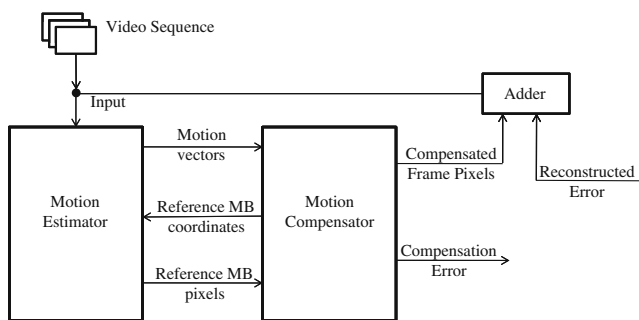 Video Sequence
Input
Adder
Motion
vectors
Compensated
Frame Pixels
Reconstructed
Error
Motion
Estimator
Reference MB
coordinates
Motion
Compensator
Compensation
Error
Reference MB
pixels